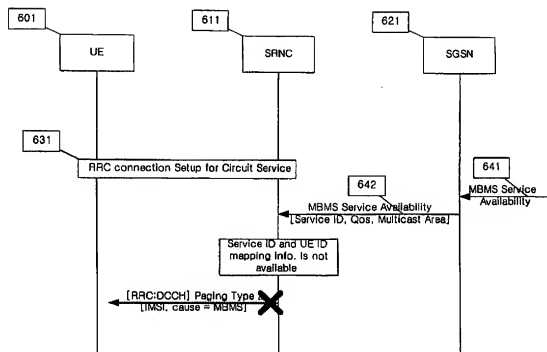 601
611
621
UE
SRNC
SGSN
631
RRC connection Setup for Circuit Service
641
642
MBMS Service
Availability
MBMS Service Availability
[Service ID, Qos, Multicast Area]
Service ID and UE ID
mapping info. Is not
available
[RRC:DCCH] Paging Type
[IMSI, cause = MBMS]